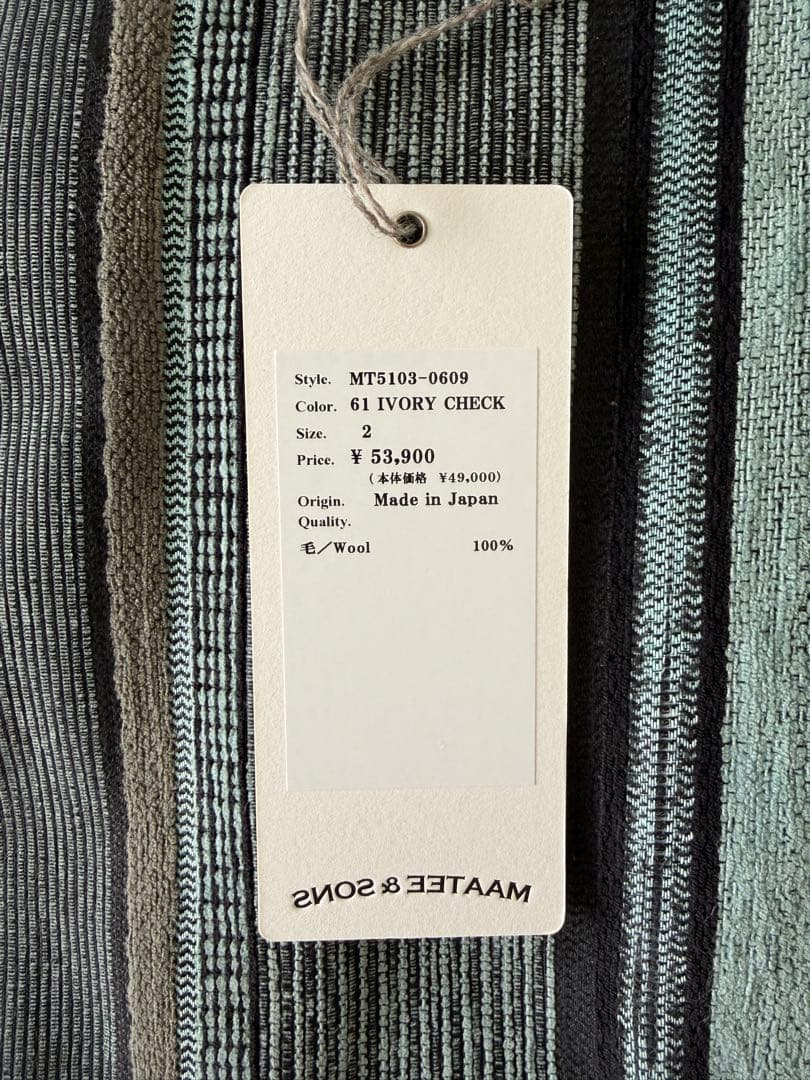 Style. MT5103-0609
Color. 61 IVORY CHECK
Size. 2
Price. ¥ 53,900
(本体価格 ¥49,000)
Origin. Made in Japan
Quality.
毛/Wool 100%
MAATEE & SONS